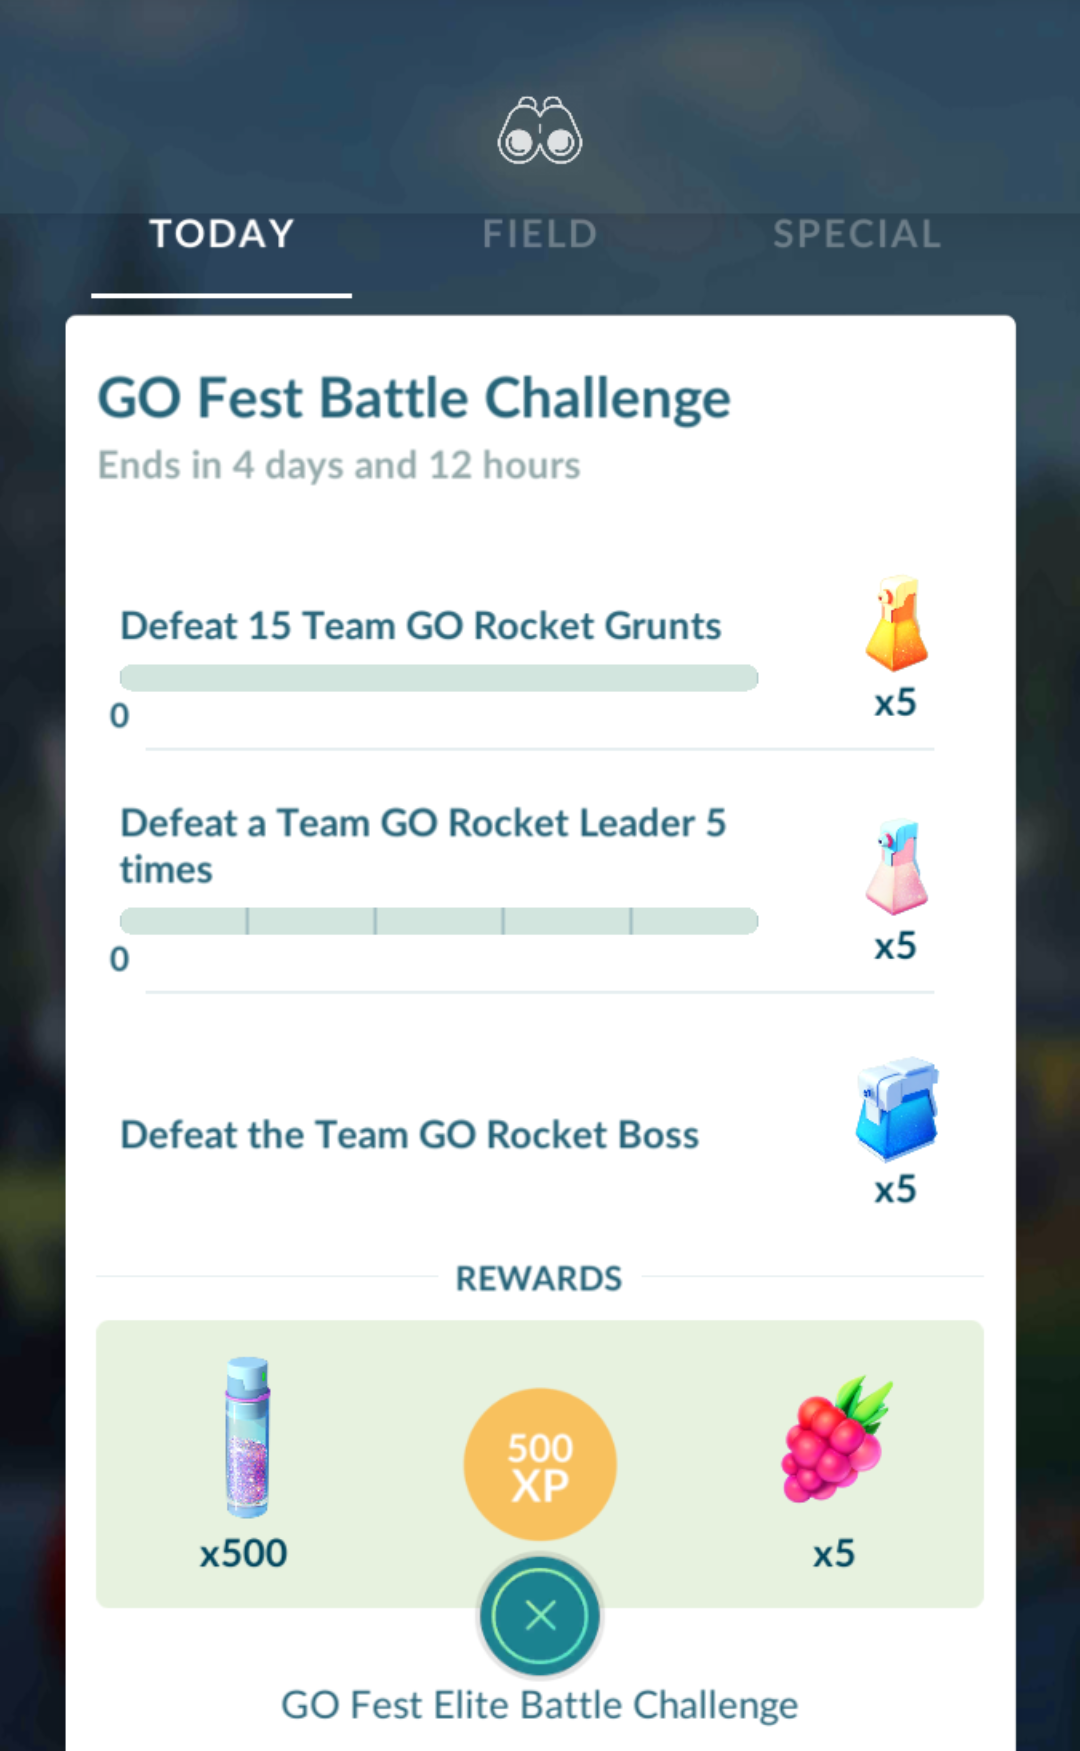 TODAY FIELD SPECIAL
GO Fest Battle Challenge
Ends in 4 days and 12 hours
Defeat 15 Team GO Rocket Grunts
x5
0
Defeat a Team GO Rocket Leader 5
times
x5
0
Defeat the Team GO Rocket Boss
x5
REWARDS
500
XP
x500
x5
GO Fest Elite Battle Challenge